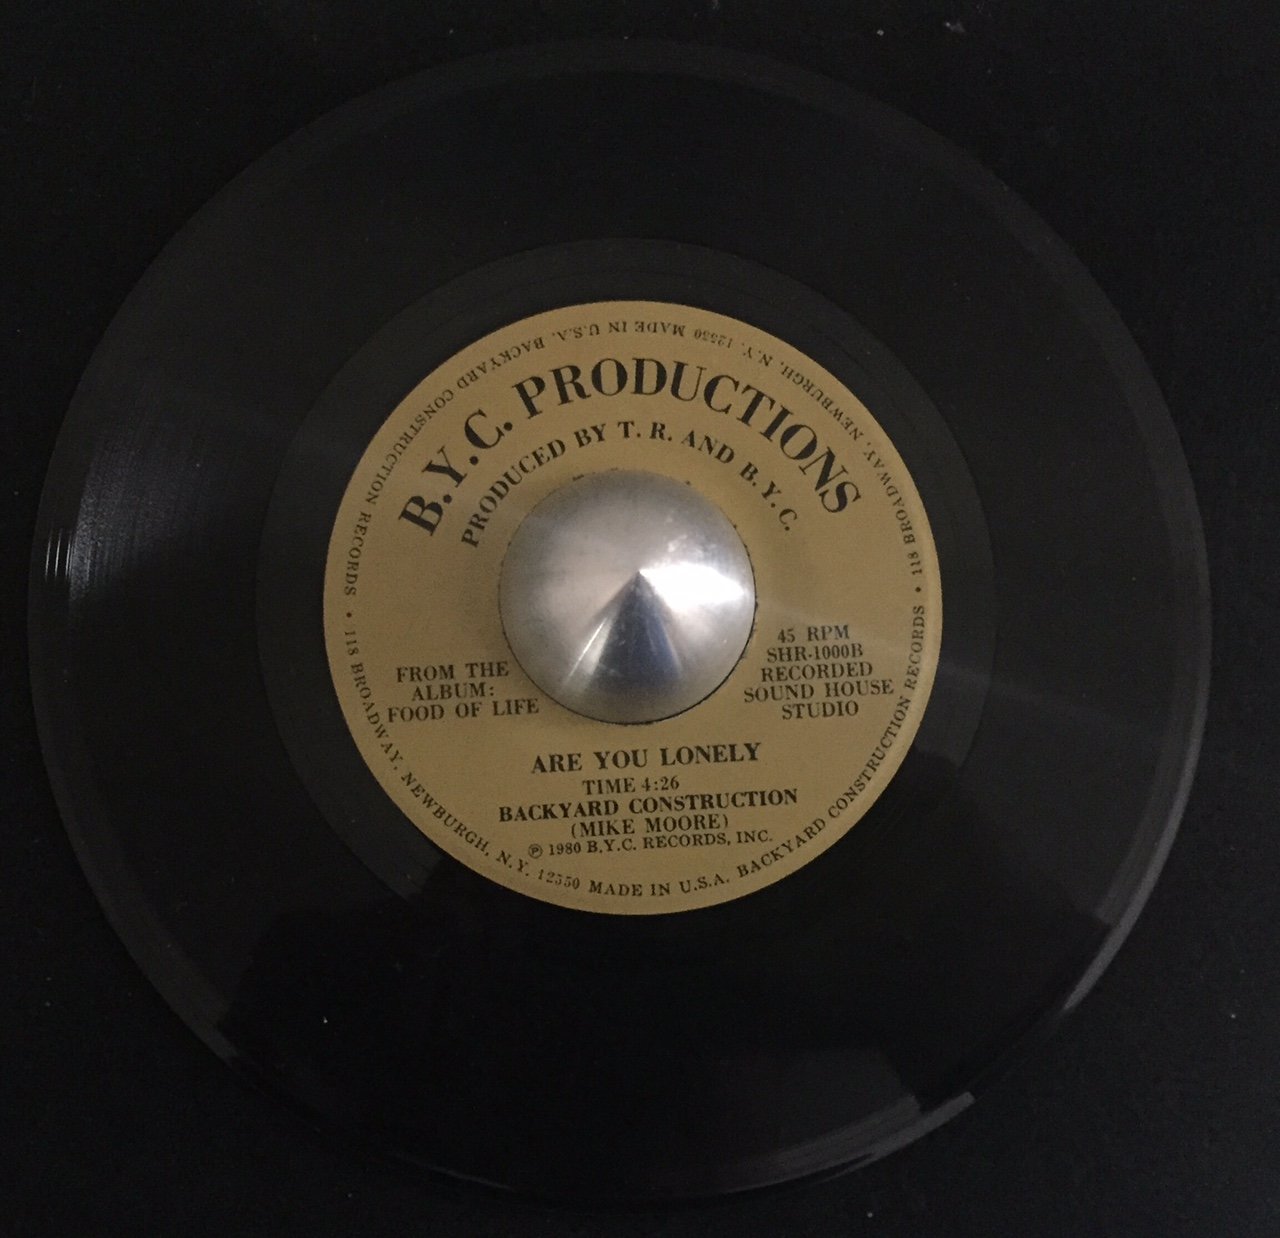 B.Y.C. PRODUCTIONS
PRODUCED BY T. R. AND B. Y. C.
FROM THE
ALBUM:
FOOD OF LIFE
45 RPM
SHR-1000B
RECORDED
SOUND HOUSE
STUDIO
ARE YOU LONELY
TIME 4:26
BACKYARD CONSTRUCTION
(MIKE MOORE)
℗ 1980 B.Y.C. RECORDS, INC.
BACKYARD CONSTRUCTION RECORDS • 118 BROADWAY, NEWBURGH, N.Y. 12550 MADE IN U.S.A. BACKYARD CONSTRUCTION RECORDS • 118 BROADWAY, NEWBURGH, N.Y. 12550 MADE IN U.S.A.